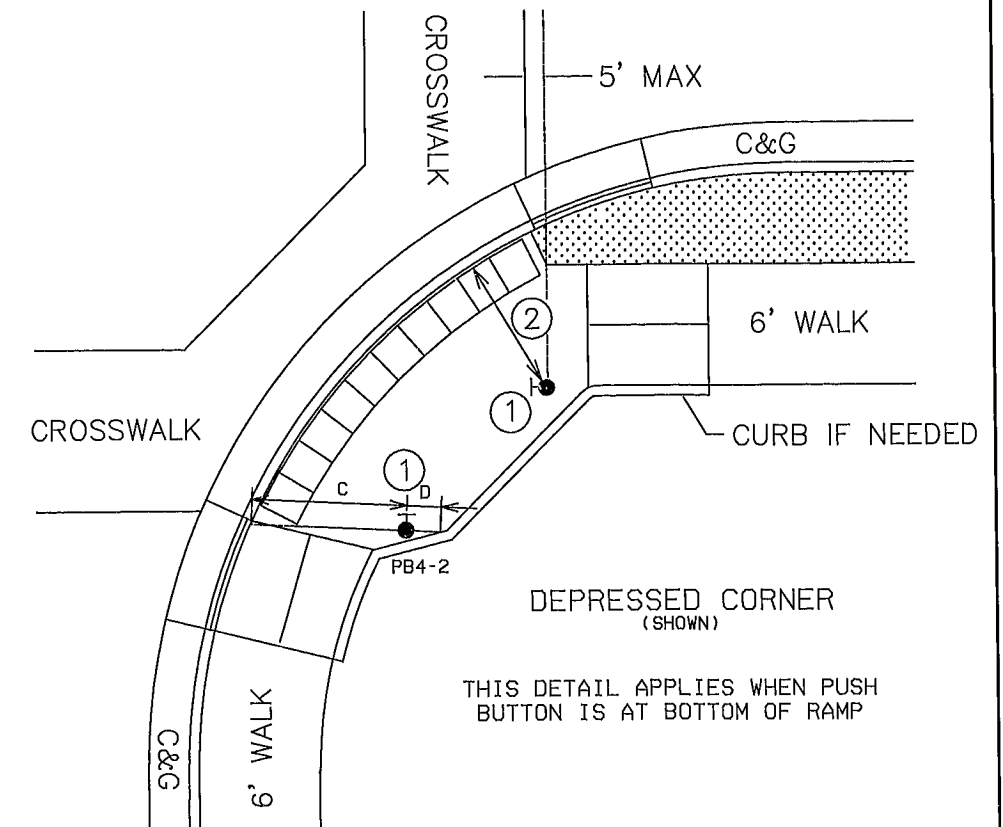 CROSSWALK
5' MAX
C&G
2
6' WALK
1
CROSSWALK
CURB IF NEEDED
1
C
D
PB4-2
DEPRESSED CORNER
(SHOWN)
THIS DETAIL APPLIES WHEN PUSH
BUTTON IS AT BOTTOM OF RAMP
6' WALK
C&G